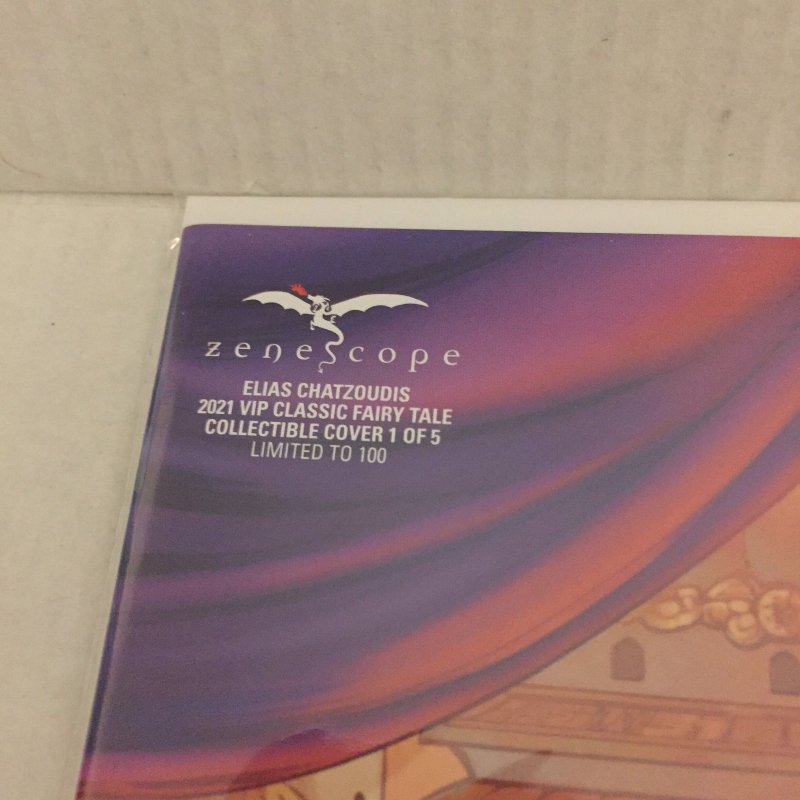 zenescope
ELIAS CHATZOUDIS
2021 VIP CLASSIC FAIRY TALE
COLLECTIBLE COVER 1 OF 5
LIMITED TO 100